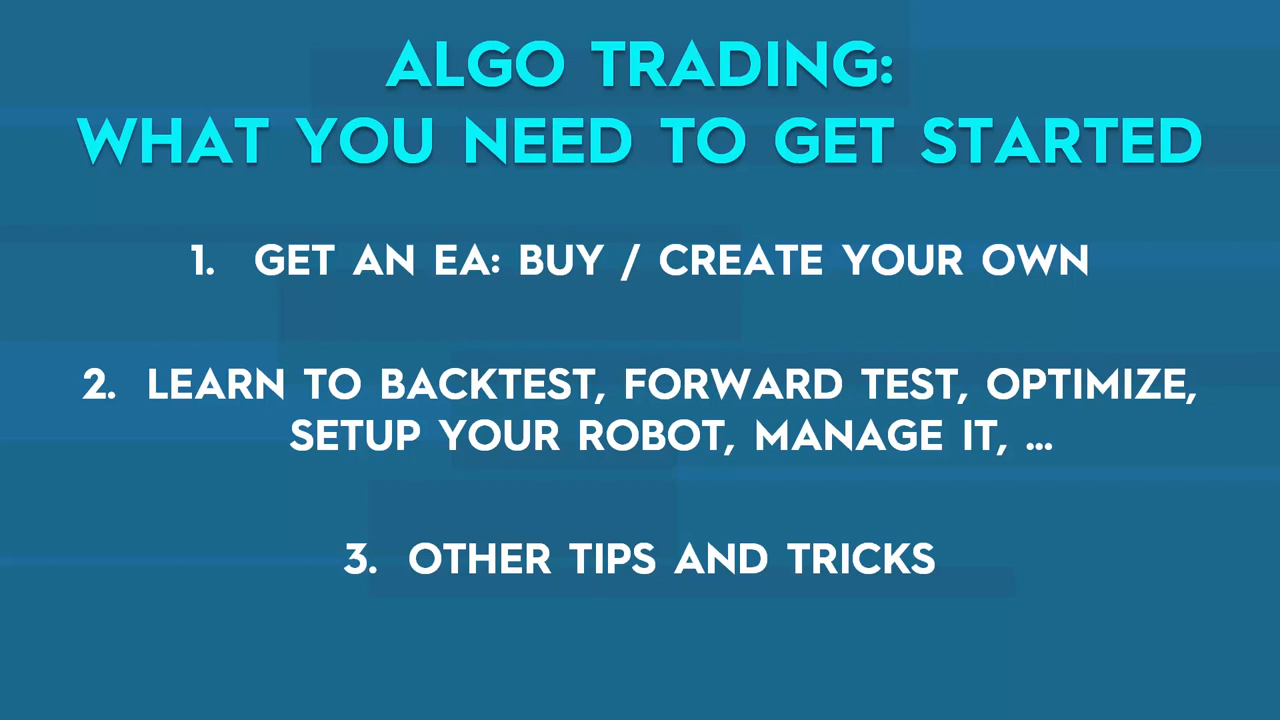 ALGO TRADING:
WHAT YOU NEED TO GET STARTED
1. GET AN EA: BUY / CREATE YOUR OWN
2. LEARN TO BACKTEST, FORWARD TEST, OPTIMIZE,
SETUP YOUR ROBOT, MANAGE IT, ...
3. OTHER TIPS AND TRICKS